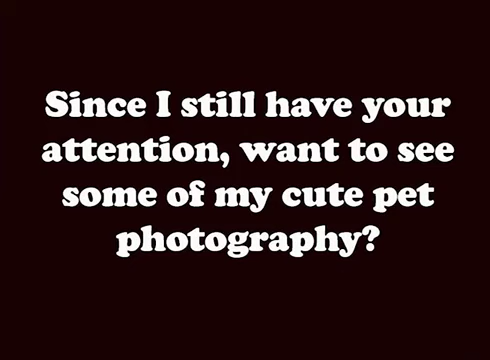 Since I still have your
attention, want to see
some of my cute pet
photography?